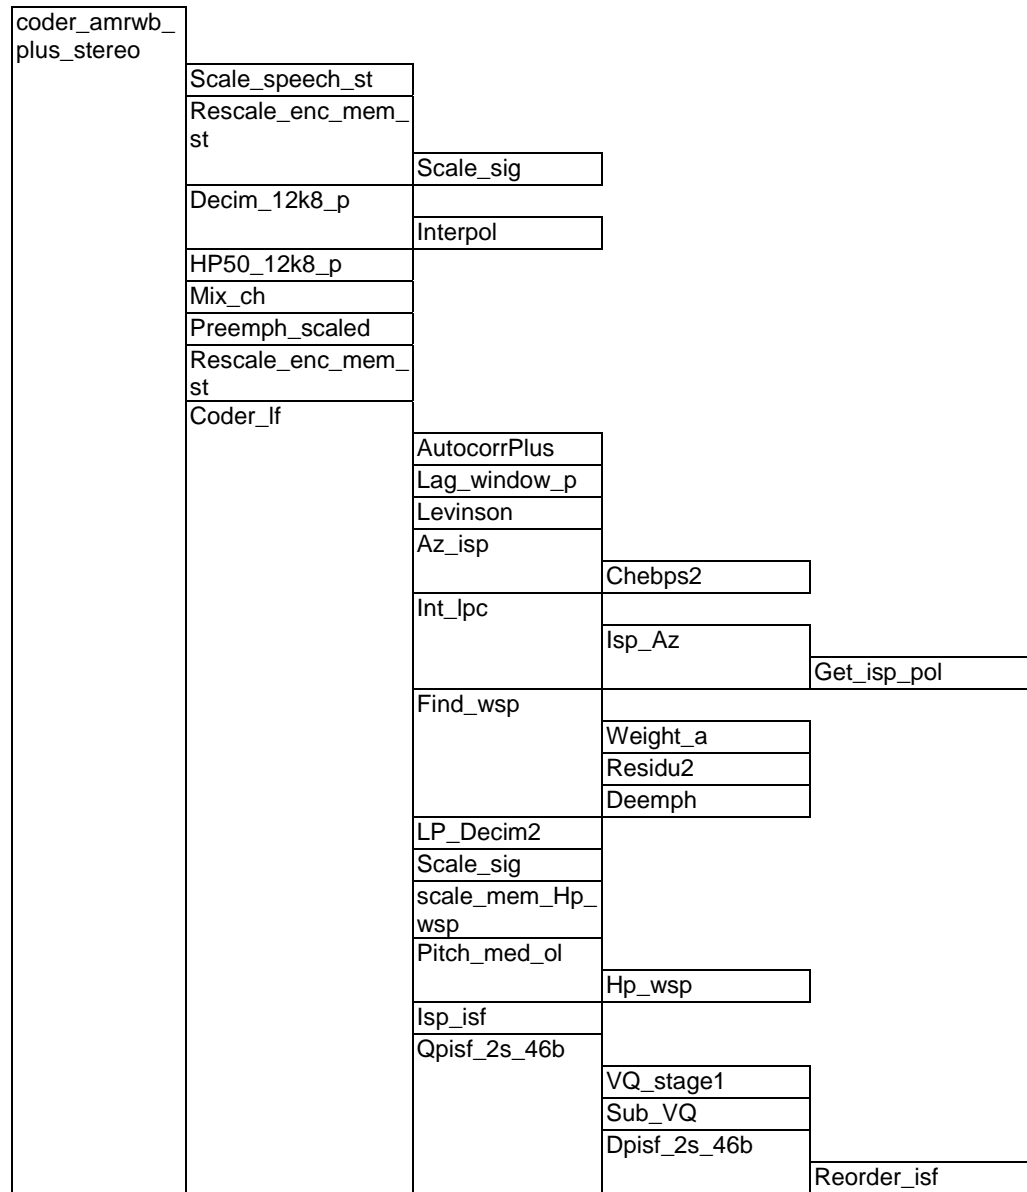 coder_amrwb_
plus_stereo
Scale_speech_st
Rescale_enc_mem_
st
Scale_sig
Decim_12k8_p
Interpol
HP50_12k8_p
Mix_ch
Preemph_scaled
Rescale_enc_mem_
st
Coder_lf
AutocorrPlus
Lag_window_p
Levinson
Az_isp
Chebps2
Int_lpc
Isp_Az
Get_isp_pol
Find_wsp
Weight_a
Residu2
Deemph
LP_Decim2
Scale_sig
scale_mem_Hp_
wsp
Pitch_med_ol
Hp_wsp
Isp_isf
Qpisf_2s_46b
VQ_stage1
Sub_VQ
Dpisf_2s_46b
Reorder_isf